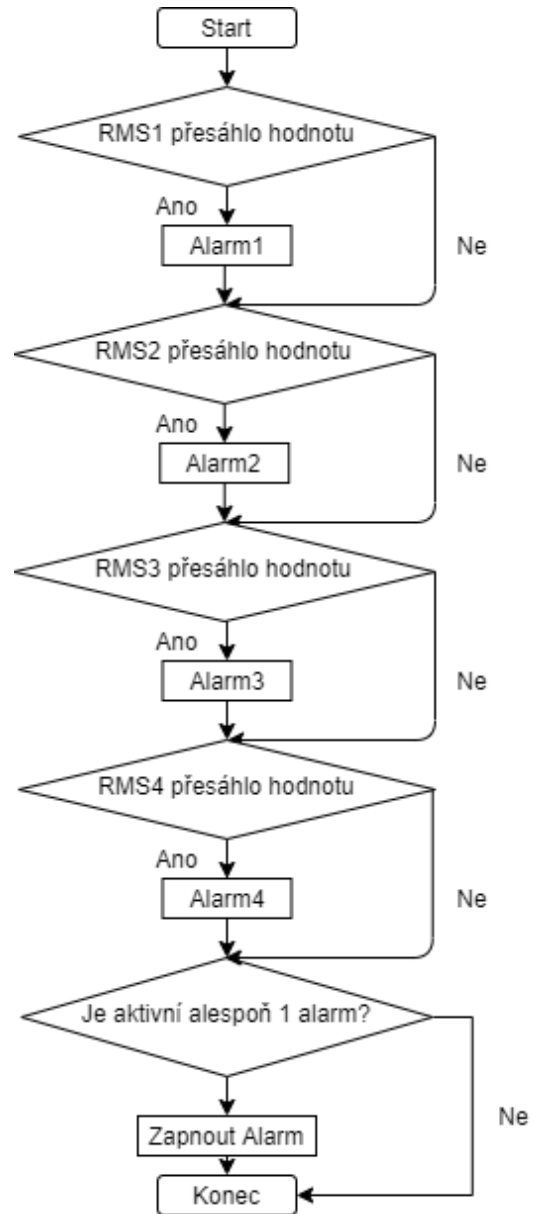 Start
RMS1 přesáhlo hodnotu
Ano
Alarm1
Ne
RMS2 přesáhlo hodnotu
Ano
Alarm2
Ne
RMS3 přesáhlo hodnotu
Ano
Alarm3
Ne
RMS4 přesáhlo hodnotu
Ano
Alarm4
Ne
Je aktivní alespoň 1 alarm?
Ne
Zapnout Alarm
Konec